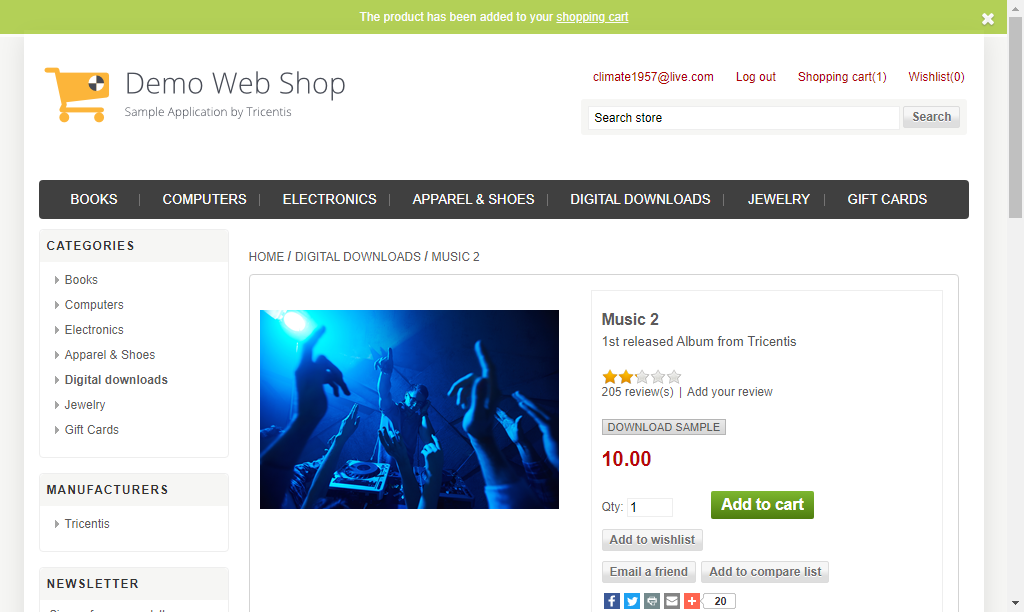 The product has been added to your shopping cart
Demo Web Shop
Sample Application by Tricentis
climate1957@live.com Log out Shopping cart(1) Wishlist(0)
Search store Search
BOOKS COMPUTERS ELECTRONICS APPAREL & SHOES DIGITAL DOWNLOADS JEWELRY GIFT CARDS
CATEGORIES
Books
Computers
Electronics
Apparel & Shoes
Digital downloads
Jewelry
Gift Cards
MANUFACTURERS
Tricentis
NEWSLETTER
HOME / DIGITAL DOWNLOADS / MUSIC 2
Music 2
1st released Album from Tricentis
205 review(s) | Add your review
DOWNLOAD SAMPLE
10.00
Qty: 1 Add to cart
Add to wishlist
Email a friend Add to compare list
20